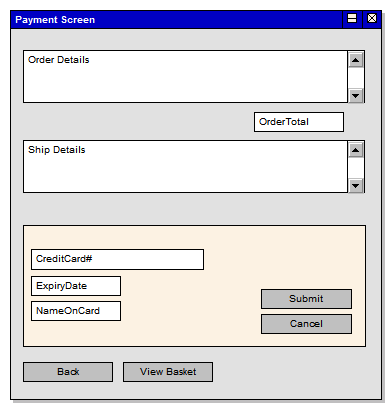 Payment Screen
Order Details
OrderTotal
Ship Details
CreditCard#
ExpiryDate
NameOnCard
Submit
Cancel
Back
View Basket